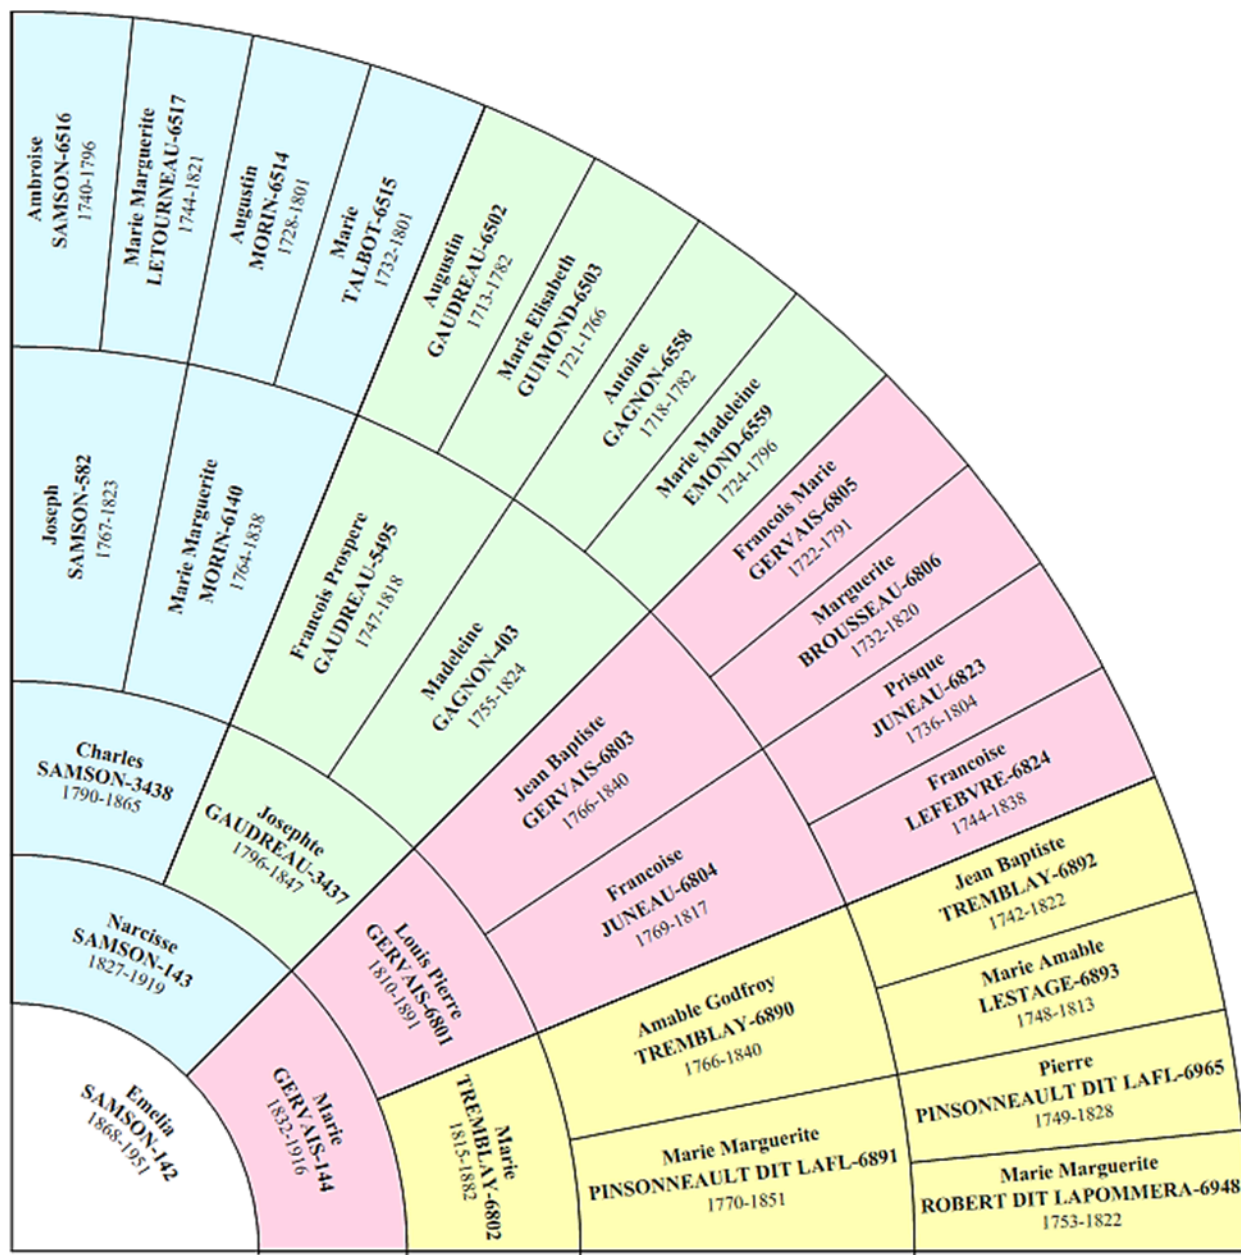 Ambroise
SAMSON-6516
1740-1796
Marie Marguerite
LETOURNEAU-6517
1744-1821
Augustin
MORIN-6514
1728-1801
Marie
TALBOT-6515
1732-1801
Augustin
GAUDREAU-6502
1713-1782
Marie Elisabeth
GUIMOND-6503
1721-1766
Antoine
GAGNON-6558
1718-1782
Marie Madeleine
EMOND-6559
1724-1796
Francois Marie
GERVAIS-6805
1722-1791
Marguerite
BROUSSEAU-6806
1732-1820
Prisque
JUNEAU-6823
1736-1804
Francoise
LEFEBVRE-6824
1744-1838
Jean Baptiste
TREMBLAY-6892
1742-1822
Marie Amable
LESTAGE-6893
1748-1813
Pierre
PINSONNEAULT DIT LAFL-6965
1749-1828
Marie Marguerite
ROBERT DIT LAPOMMERA-6948
1753-1822
Joseph
SAMSON-582
1767-1823
Marie Marguerite
MORIN-6140
1764-1838
Francois Prospere
GAUDREAU-5495
1747-1818
Madeleine
GAGNON-403
1755-1824
Jean Baptiste
GERVAIS-6803
1766-1840
Francoise
JUNEAU-6804
1769-1817
Amable Godfroy
TREMBLAY-6890
1766-1840
Marie Marguerite
PINSONNEAULT DIT LAFL-6891
1770-1851
Charles
SAMSON-3438
1790-1865
Josephte
GAUDREAU-3437
1796-1847
Louis Pierre
GERVAIS-6801
1810-1891
Marie
TREMBLAY-6802
1815-1882
Narcisse
SAMSON-143
1827-1919
Marie
GERVAIS-144
1832-1916
Emelia
SAMSON-142
1868-1951